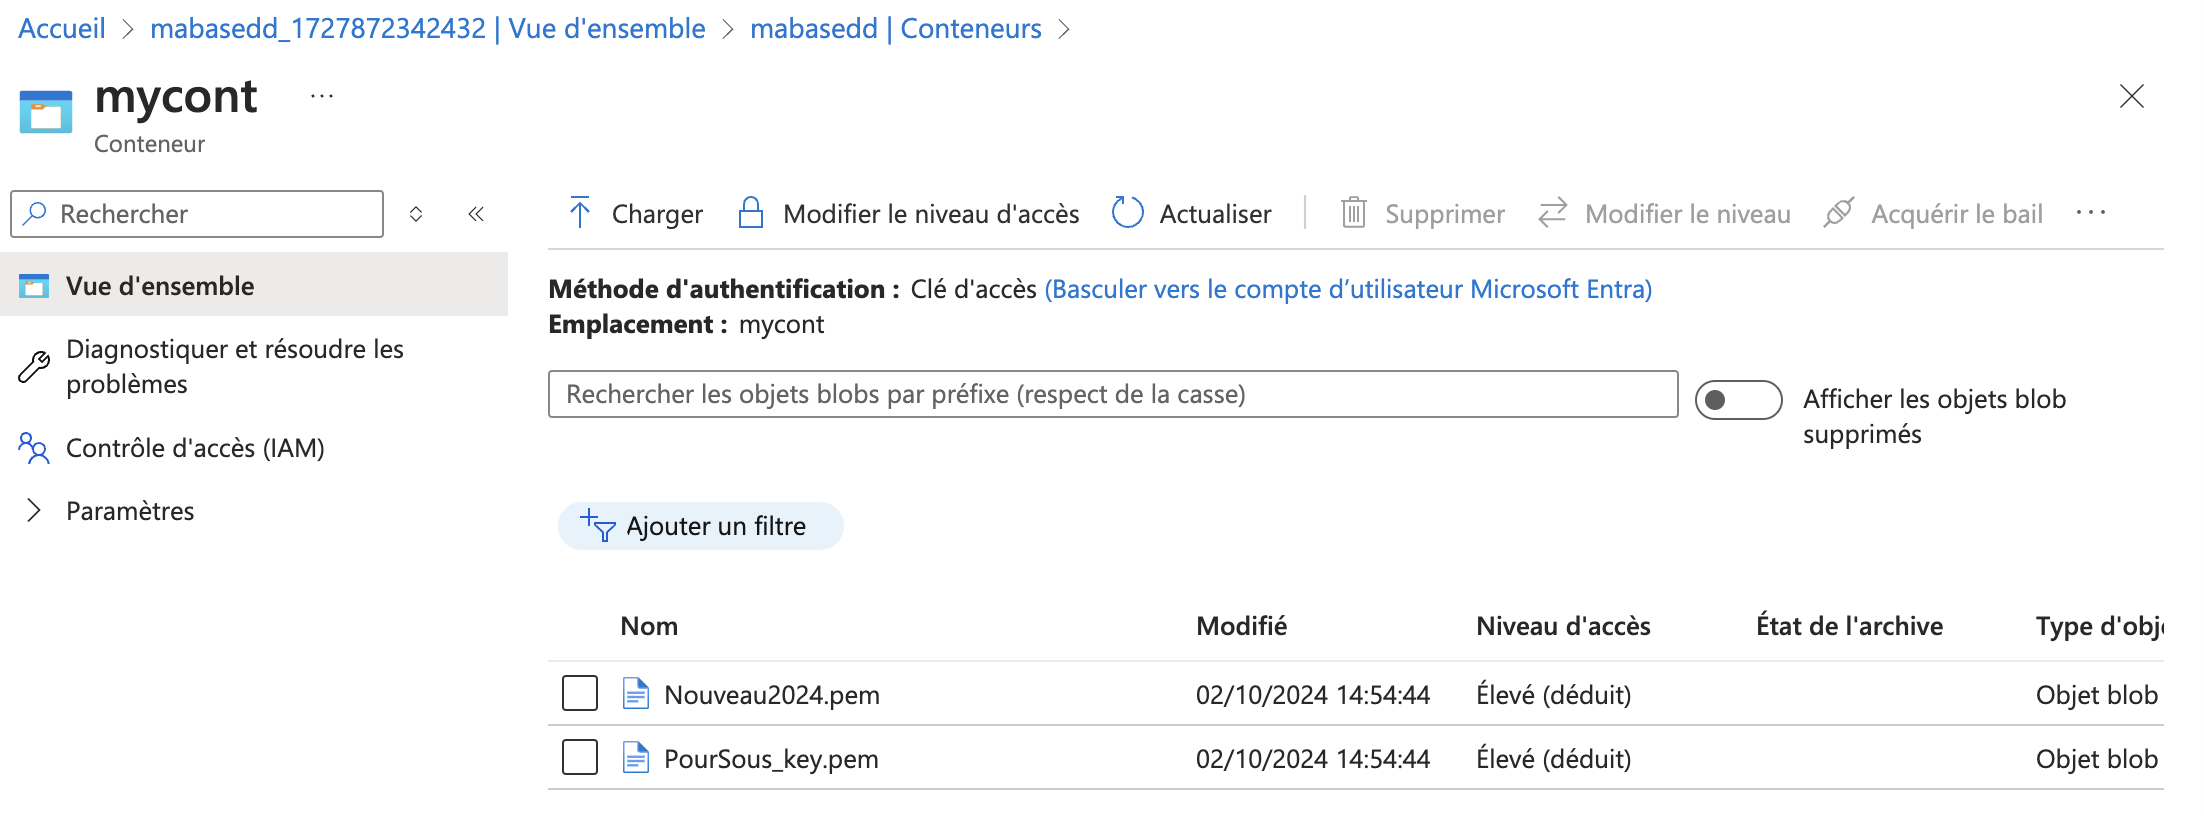 Accueil > mabasedd_1727872342432 | Vue d'ensemble > mabasedd | Conteneurs >
mycont ...
Conteneur
Rechercher
Vue d'ensemble
Diagnostiquer et résoudre les
problèmes
Contrôle d'accès (IAM)
Paramètres
Charger Modifier le niveau d'accès Actualiser Supprimer Modifier le niveau Acquérir le bail ...
Méthode d'authentification : Clé d'accès (Basculer vers le compte d’utilisateur Microsoft Entra)
Emplacement : mycont
Rechercher les objets blobs par préfixe (respect de la casse)
Afficher les objets blob
supprimés
Ajouter un filtre
Nom Modifié Niveau d'accès État de l'archive Type d'obj
Nouveau2024.pem 02/10/2024 14:54:44 Élevé (déduit) Objet blob
PourSous_key.pem 02/10/2024 14:54:44 Élevé (déduit) Objet blob